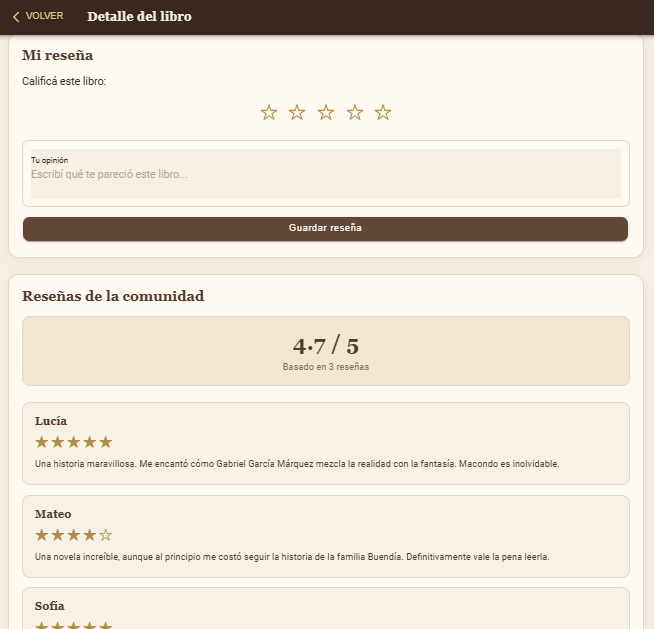 VOLVER
Detalle del libro
Mi reseña
Calificá este libro:
Tu opinión
Escribí qué te pareció este libro...
Guardar reseña
Reseñas de la comunidad
4.7 / 5
Basado en 3 reseñas
Lucía
Una historia maravillosa. Me encantó cómo Gabriel García Márquez mezcla la realidad con la fantasía. Macondo es inolvidable.
Mateo
Una novela increíble, aunque al principio me costó seguir la historia de la familia Buendía. Definitivamente vale la pena leerla.
Sofía